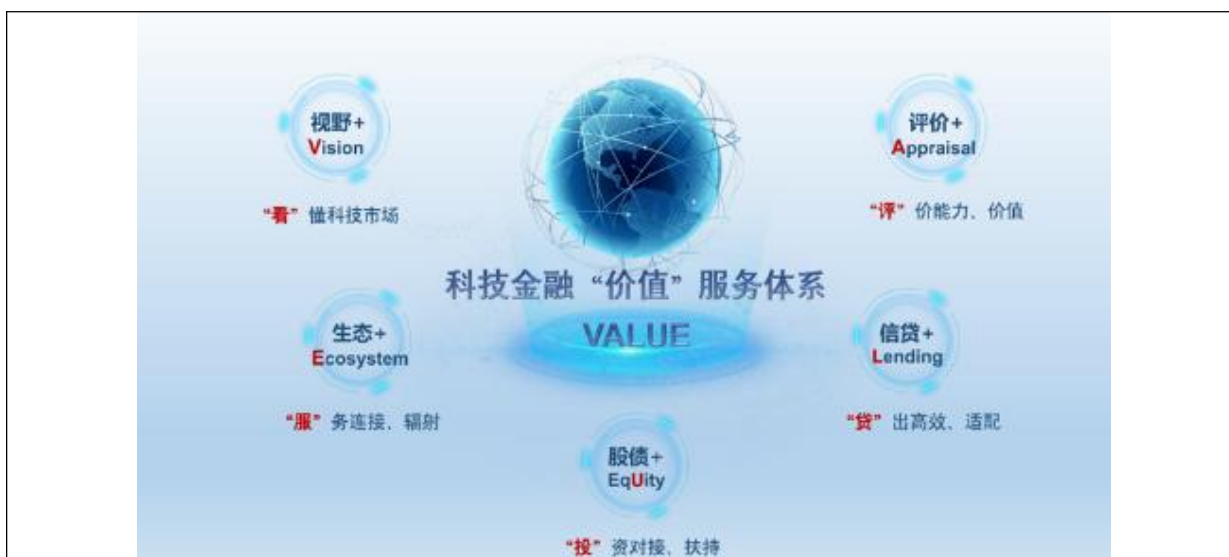 视野+
Vision
“看” 懂科技市场
评价+
Appraisal
“评” 价能力、价值
科技金融 “价值” 服务体系
VALUE
生态+
Ecosystem
“服” 务连接、辐射
信贷+
Lending
“贷” 出高效、适配
股债+
EqUity
“投” 资对接、扶持